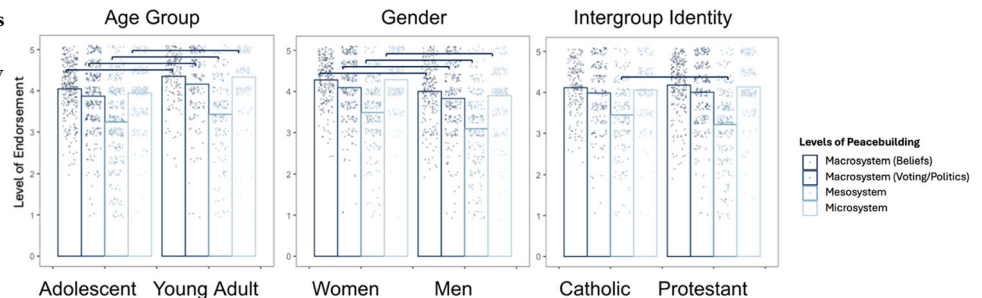 s
y
Age Group
Gender
Intergroup Identity
Level of Endorsement
5
4
3
2
1
0
5
4
3
2
1
0
5
4
3
2
1
0
Adolescent Young Adult
Women Men
Catholic Protestant
Levels of Peacebuilding
Macrosystem (Beliefs)
Macrosystem (Voting/Politics)
Mesosystem
Microsystem